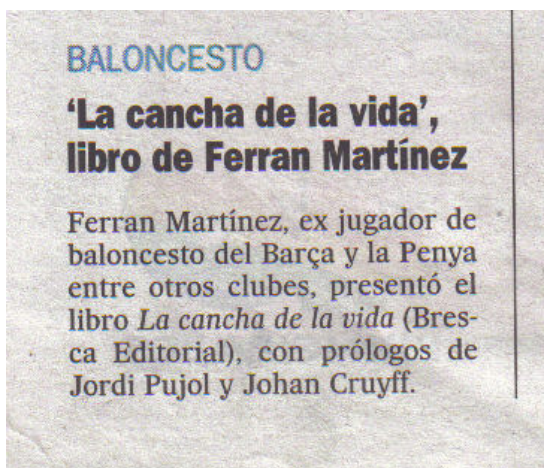 BALONCESTO
‘La cancha de la vida’,
libro de Ferran Martínez
Ferran Martínez, ex jugador de
baloncesto del Barça y la Penya
entre otros clubes, presentó el
libro La cancha de la vida (Bres-
ca Editorial), con prólogos de
Jordi Pujol y Johan Cruyff.